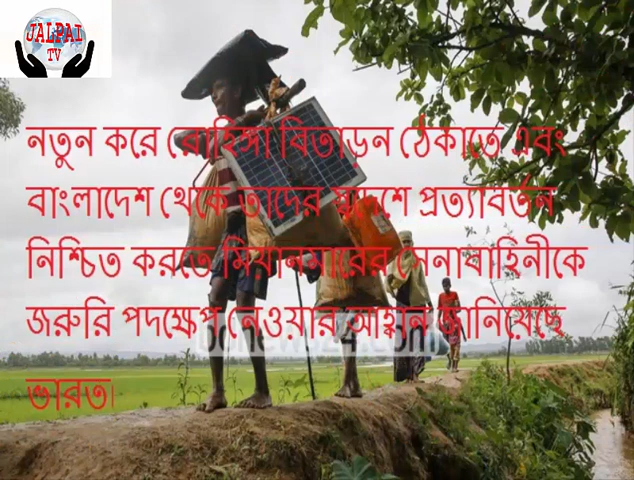 JALPAI
TV
নতুন করে রোহিঙ্গা বিতাড়ন ঠেকাতে এবং
বাংলাদেশ থেকে তাদের স্বদেশে প্রত্যাবর্তন
নিশ্চিত করতে মিয়ানমারের সেনাবাহিনীকে
জরুরি পদক্ষেপ নেওয়ার আহ্বান জানিয়েছে
ভারত।